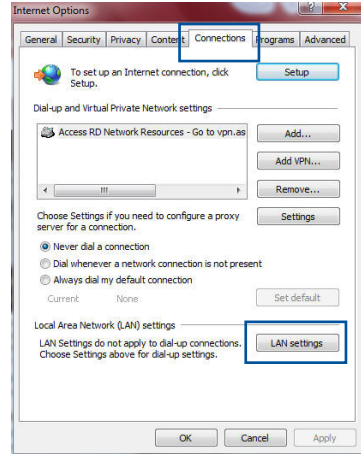 Internet Options
General Security Privacy Content Connections Programs Advanced
To set up an Internet connection, click Setup.
Setup
Dial-up and Virtual Private Network settings
Access RD Network Resources - Go to vpn.as
Add...
Add VPN...
Remove...
Choose Settings if you need to configure a proxy
server for a connection.
Settings
Never dial a connection
Dial whenever a network connection is not present
Always dial my default connection
Current None
Set default
Local Area Network (LAN) settings
LAN Settings do not apply to dial-up connections.
Choose Settings above for dial-up settings.
LAN settings
OK Cancel Apply